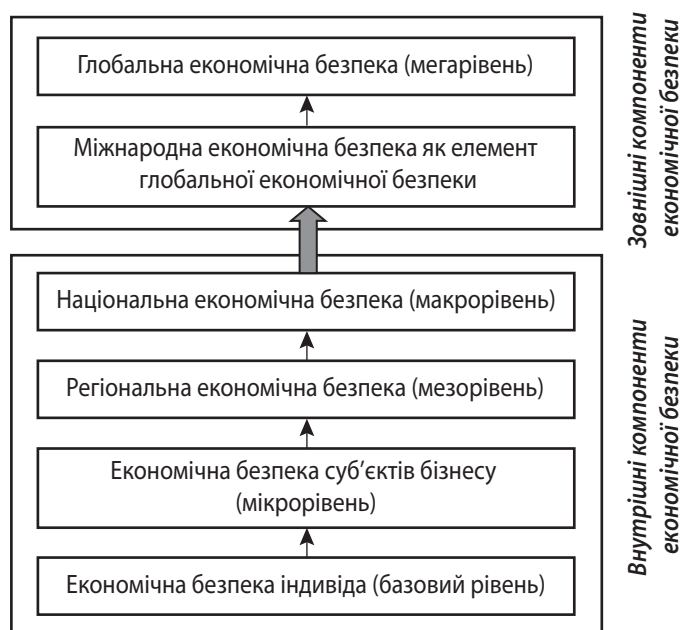 Глобальна економічна безпека (мегарівень)
Міжнародна економічна безпека як елемент
глобальної економічної безпеки
Зовнішні компоненти
економічної безпеки
Національна економічна безпека (макрорівень)
Регіональна економічна безпека (мезорівень)
Економічна безпека суб’єктів бізнесу
(мікрорівень)
Економічна безпека індивіда (базовий рівень)
Внутрішні компоненти
економічної безпеки